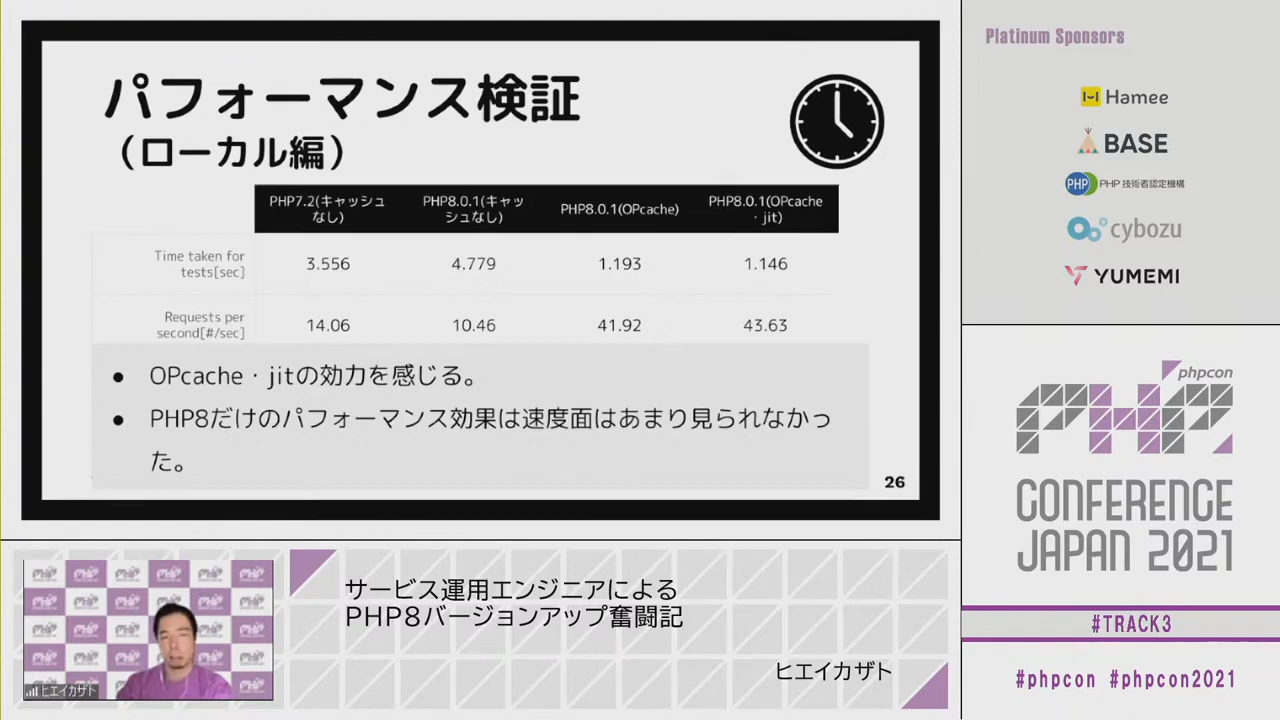 パフォーマンス検証
（ローカル編）
PHP7.2(キャッシュ
なし)
PHP8.0.1(キャッ
シュなし)
PHP8.0.1(OPcache)
PHP8.0.1(OPcache
・jit)
Time taken for
tests[sec]
3.556
4.779
1.193
1.146
Requests per
second[#/sec]
14.06
10.46
41.92
43.63
● OPcache・jitの効力を感じる。
● PHP8だけのパフォーマンス効果は速度面はあまり見られなかっ
た。
26
Platinum Sponsors
Hamee
BASE
PHP PHP 技術者認定機構
cybozu
YUMEMI
phpcon
PHP
CONFERENCE
JAPAN 2021
#TRACK3
#phpcon #phpcon2021
サービス運用エンジニアによる
PHP8バージョンアップ奮闘記
ヒエイカザト
ヒエイカザト